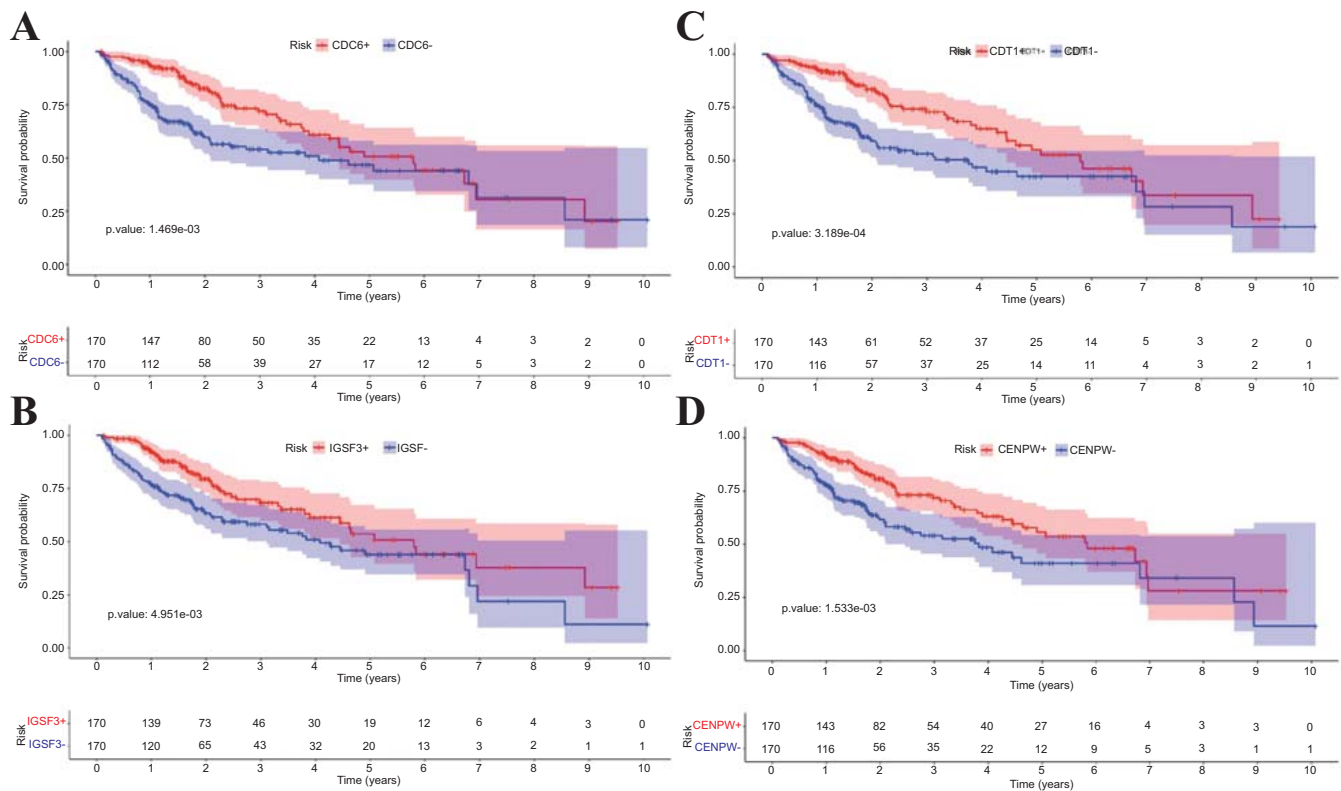 A
Risk CDC6+ CDC6-
Survival probability
1.00
0.75
0.50
0.25
0.00
p.value: 1.469e-03
0 1 2 3 4 5 6 7 8 9 10
Time (years)
Risk
CDC6+ 170 147 80 50 35 22 13 4 3 2 0
CDC6- 170 112 58 39 27 17 12 5 3 2 0
0 1 2 3 4 5 6 7 8 9 10
Time (years)
B
Risk IGSF3+ IGSF-
Survival probability
1.00
0.75
0.50
0.25
0.00
p.value: 4.951e-03
0 1 2 3 4 5 6 7 8 9 10
Time (years)
Risk
IGSF3+ 170 139 73 46 30 19 12 6 4 3 0
IGSF3- 170 120 65 43 32 20 13 3 2 1 1
0 1 2 3 4 5 6 7 8 9 10
Time (years)
C
Risk CDT1+ CDT1-
Survival probability
1.00
0.75
0.50
0.25
0.00
p.value: 3.189e-04
0 1 2 3 4 5 6 7 8 9 10
Time (years)
Risk
CDT1+ 170 143 61 52 37 25 14 5 3 2 0
CDT1- 170 116 57 37 25 14 11 4 3 2 1
0 1 2 3 4 5 6 7 8 9 10
Time (years)
D
Risk CENPW+ CENPW-
Survival probability
1.00
0.75
0.50
0.25
0.00
p.value: 1.533e-03
0 1 2 3 4 5 6 7 8 9 10
Time (years)
Risk
CENPW+ 170 143 82 54 40 27 16 4 3 3 0
CENPW- 170 116 56 35 22 12 9 5 3 1 1
0 1 2 3 4 5 6 7 8 9 10
Time (years)